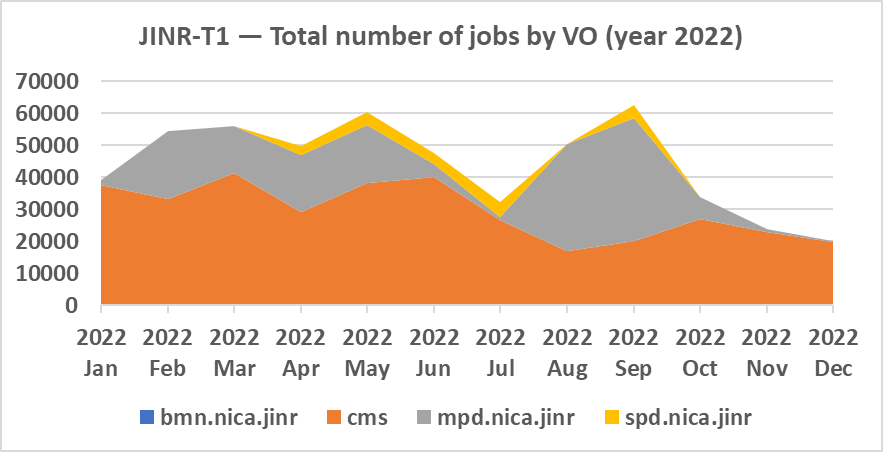 JINR-T1 — Total number of jobs by VO (year 2022)
70000
60000
50000
40000
30000
20000
10000
0
2022 2022 2022 2022 2022 2022 2022 2022 2022 2022 2022 2022
Jan Feb Mar Apr May Jun Jul Aug Sep Oct Nov Dec
bmn.nica.jinr cms mpd.nica.jinr spd.nica.jinr